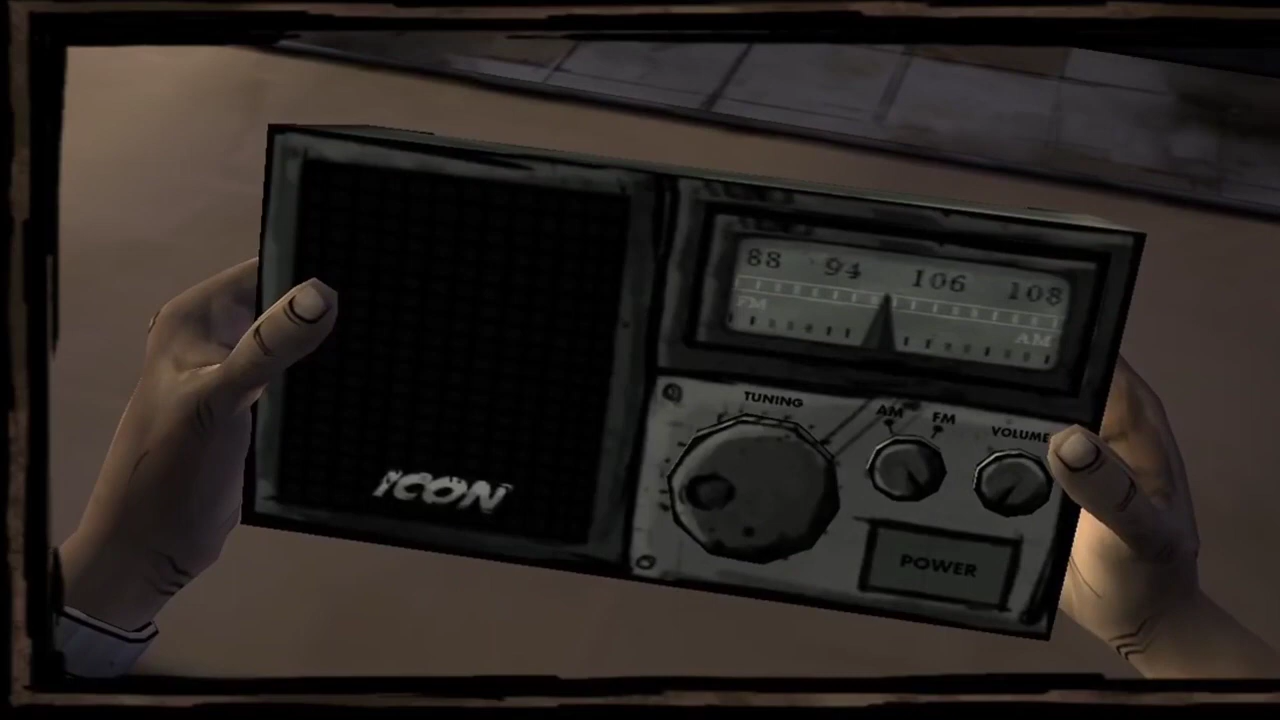 88 94 106 108
FM
AM
TUNING
AM FM
VOLUME
POWER
ICON